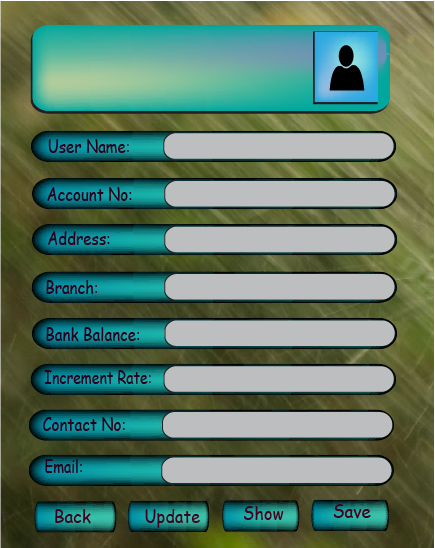 User Name:
Account No:
Address:
Branch:
Bank Balance:
Increment Rate:
Contact No:
Email:
Back Update Show Save